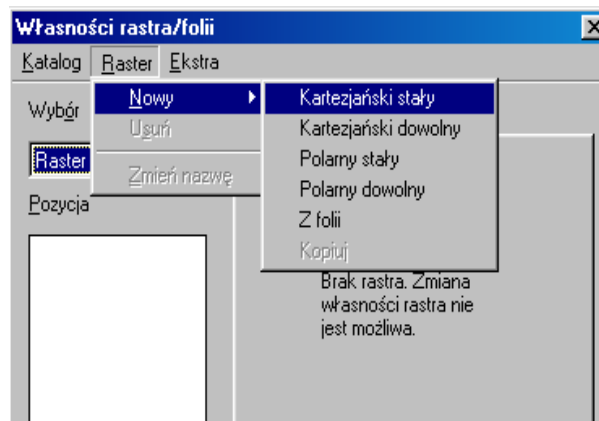 Własności rastra/folii
Katalog Raster Ekstra
Wybór
Raster
Pozycja
Nowy
Usuń
Zmień nazwę
Kartezjański stały
Kartezjański dowolny
Polarny stały
Polarny dowolny
Z folii
Kopiuj
Brak rastra. Zmiana
własności rastra nie
jest możliwa.